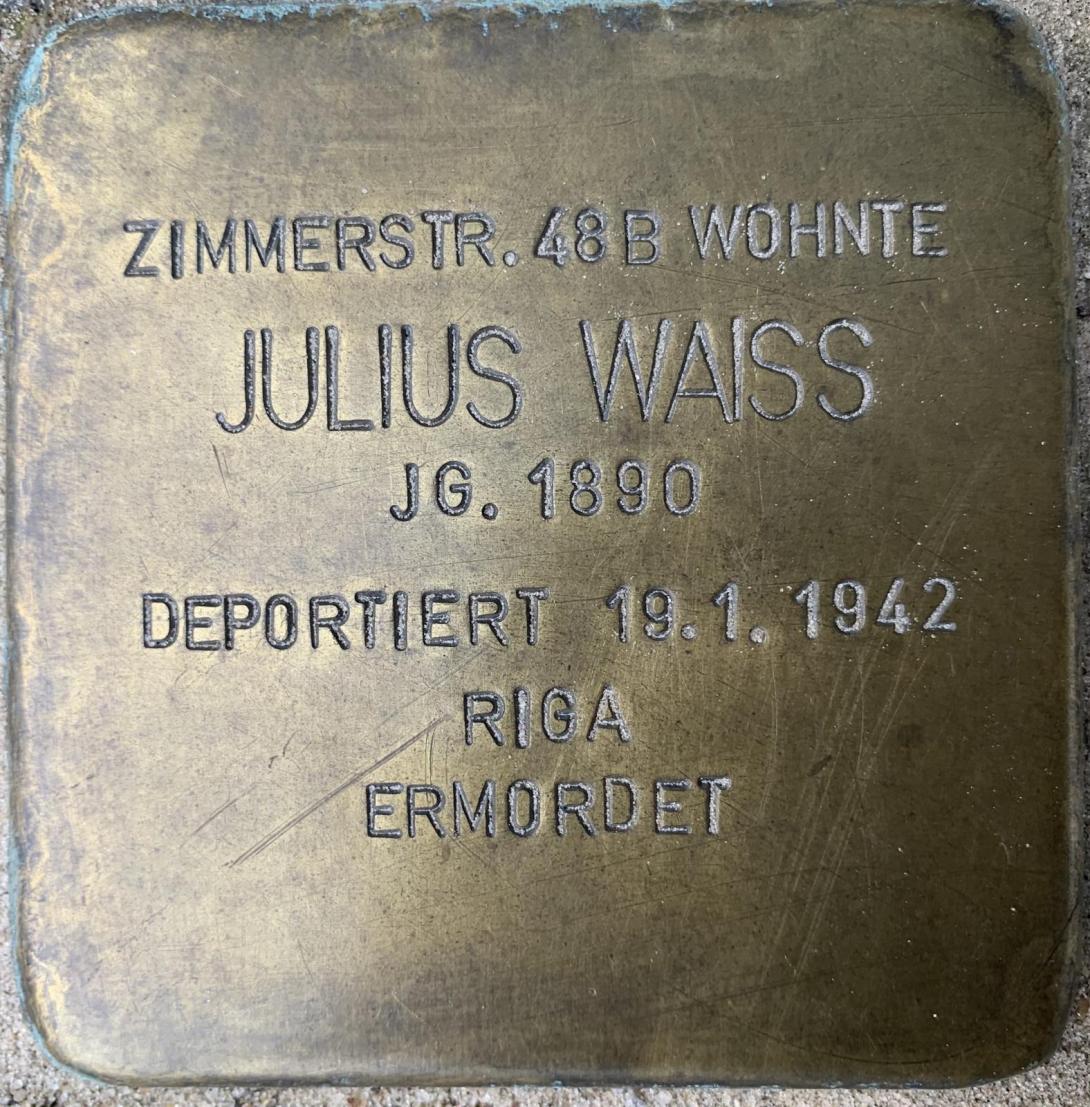 ZIMMERSTR. 48 B WOHNTE
JULIUS WAISS
JG. 1890
DEPORTIERT 19.1.1942
RIGA
ERMORDET